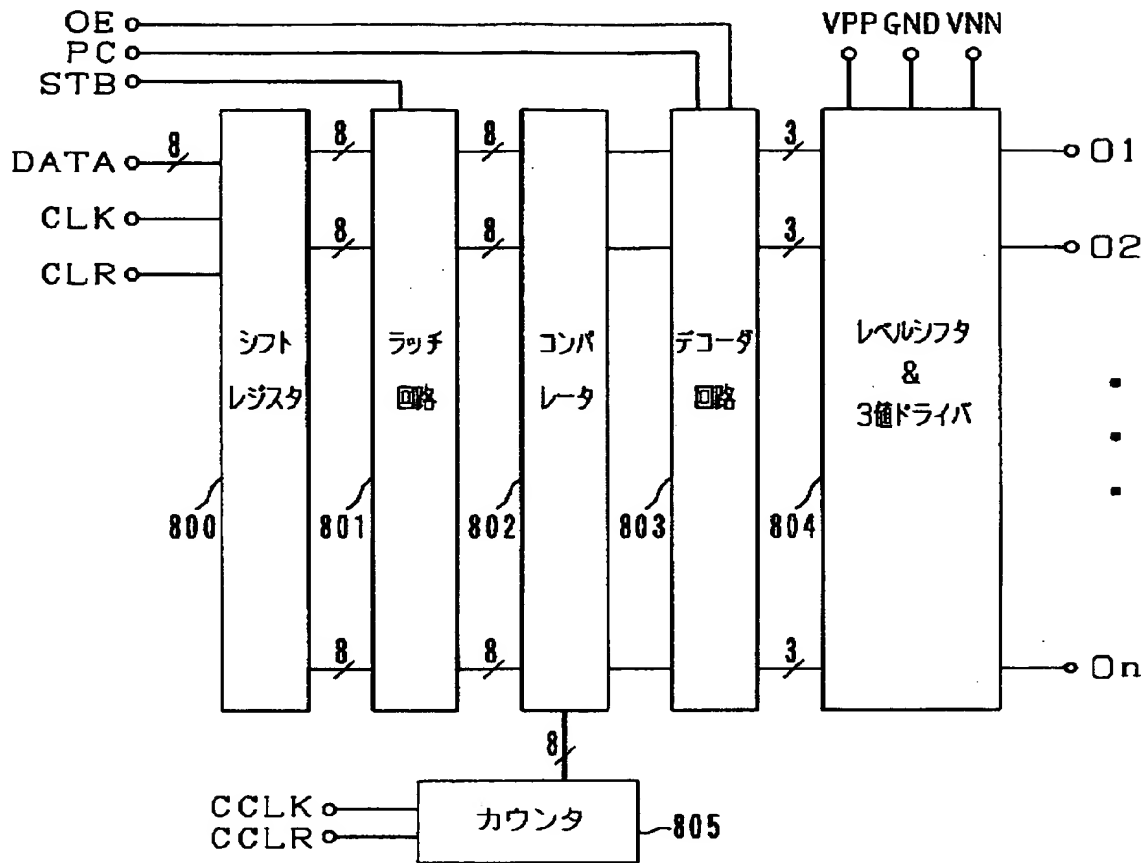 OE
PC
STB
VPP GND VNN
DATA 8 8 8 3 O1
CLK
8 8 3 O2
CLR
シフト
レジスタ
ラッチ
回路
コンパ
レータ
デコーダ
回路
レベルシフタ
&
3値ドライバ
800
801
802
803
804
8 8 3 On
8
CCLK
CCLR
カウンタ
805